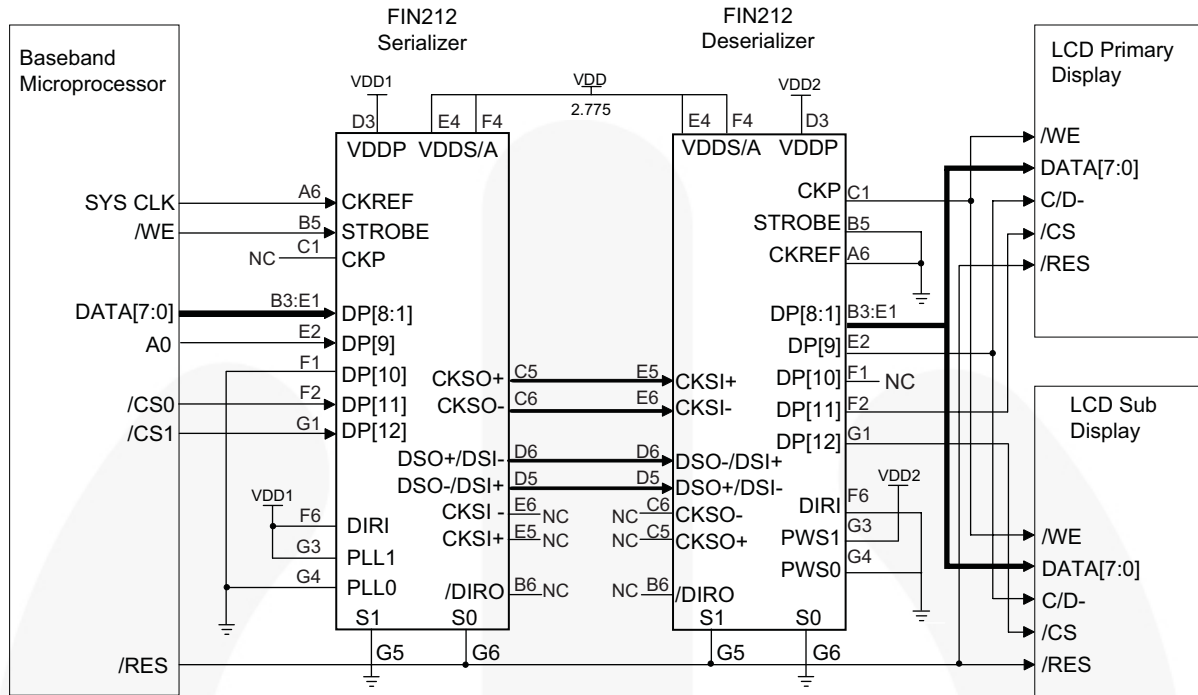 FIN212
Serializer
FIN212
Deserializer
Baseband
Microprocessor
LCD Primary
Display
VDD1
VDD
2.775
VDD2
D3
E4
F4
E4
F4
D3
VDDP
VDDS/A
VDDS/A
VDDP
SYS CLK
A6
CKREF
/WE
B5
STROBE
NC
C1
CKP
DATA[7:0]
B3:E1
DP[8:1]
A0
E2
DP[9]
F1
DP[10]
/CS0
F2
DP[11]
/CS1
G1
DP[12]
VDD1
F6
DIRI
G3
PLL1
G4
PLL0
CKSO+
C5
CKSO-
C6
DSO+/DSI-
D6
DSO-/DSI+
D5
CKSI -
E6
NC
CKSI+
E5
NC
/DIRO
B6
NC
S1
S0
G5
G6
/RES
E5
CKSI+
E6
CKSI-
D6
DSO-/DSI+
D5
DSO+/DSI-
NC
C6
CKSO-
NC
C5
CKSO+
NC
B6
/DIRO
CKP
C1
STROBE
B5
CKREF
A6
DP[8:1]
B3:E1
DP[9]
E2
DP[10]
F1
NC
DP[11]
F2
DP[12]
G1
VDD2
DIRI
F6
PWS1
G3
PWS0
G4
S1
S0
G5
G6
/WE
DATA[7:0]
C/D-
/CS
/RES
LCD Sub
Display
/WE
DATA[7:0]
C/D-
/CS
/RES